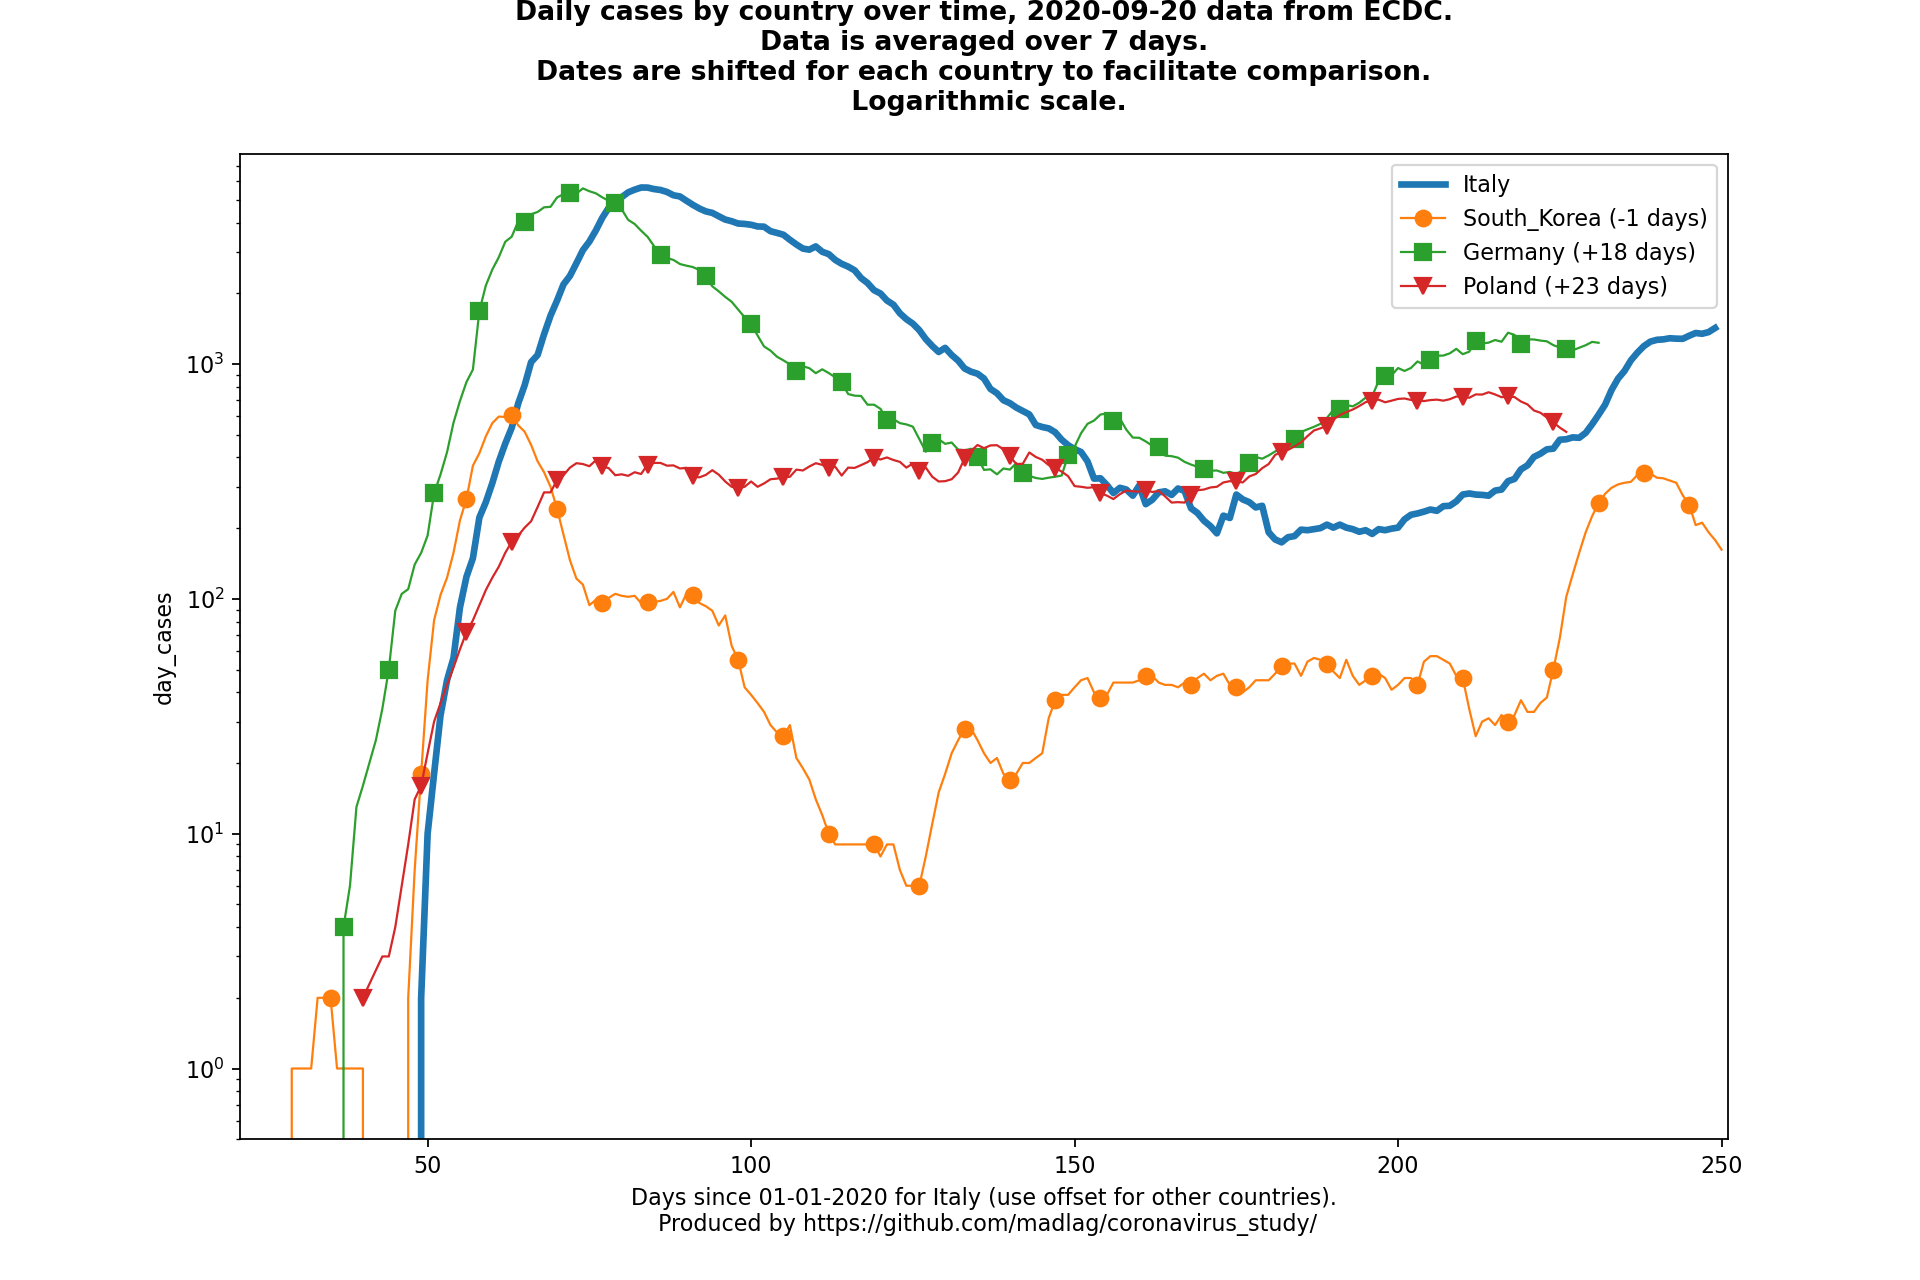 Daily cases by country over time, 2020-09-20 data from ECDC.
Data is averaged over 7 days.
Dates are shifted for each country to facilitate comparison.
Logarithmic scale.
Italy
South_Korea (-1 days)
Germany (+18 days)
Poland (+23 days)
10³
10²
10¹
10⁰
day_cases
50 100 150 200 250
Days since 01-01-2020 for Italy (use offset for other countries).
Produced by https://github.com/madlag/coronavirus_study/